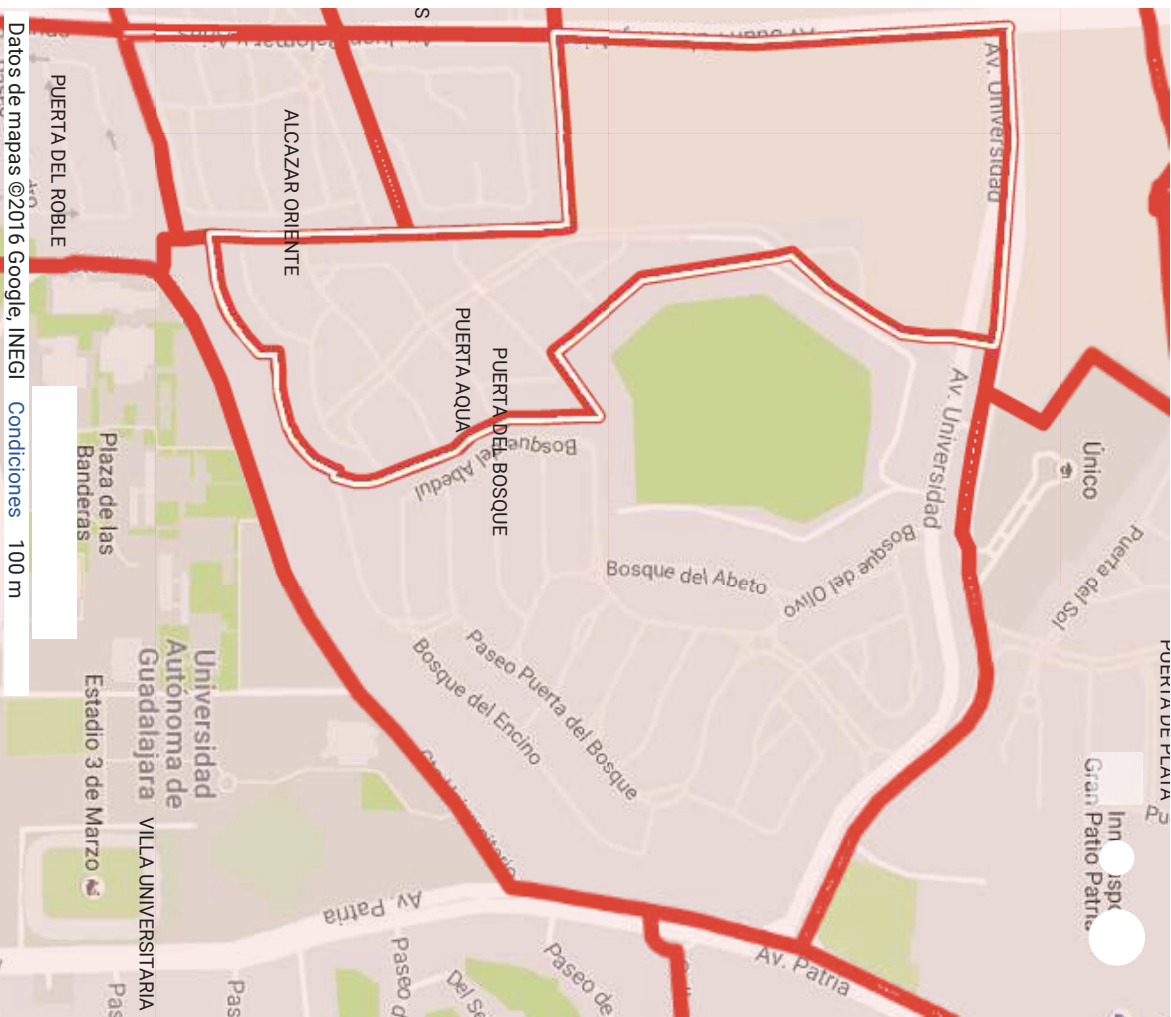 Datos de mapas ©2016 Google, INEGI Condiciones 100 m
PUERTA DEL ROBLE
ALCAZAR ORIENTE
Av. Universidad
PUERTA AQUA
PUERTA DEL BOSQUE
Bosque del Abedul
Av. Universidad
Único
Plaza de las
Banderas
Bosque del Abeto
Bosque del Olivo
Puerta del Sol
Paseo Puerta del Bosque
Bosque del Encino
Universidad
Autónoma de
Guadalajara
Estadio 3 de Marzo
VILLA UNIVERSITARIA
PUERTA DE PLATA
Gran Patio Patria
Av Patria
Av. Patria
Paseo de